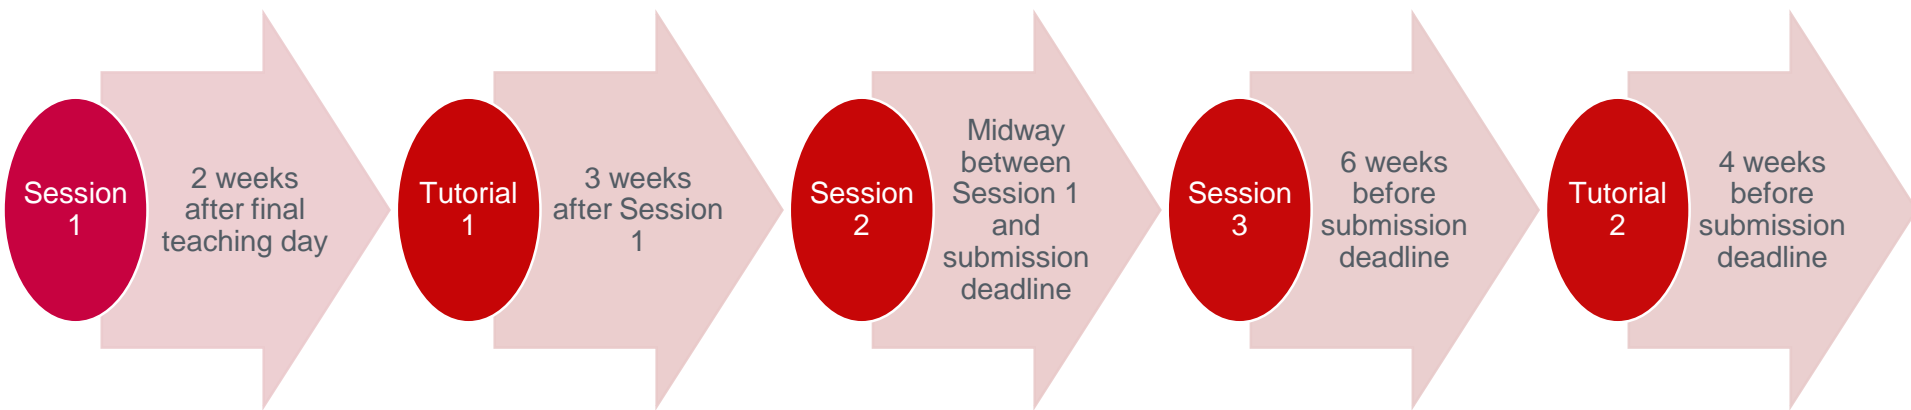 Session
1
2 weeks
after final
teaching day
Tutorial
1
3 weeks
after Session
1
Session
2
Midway
between
Session 1
and
submission
deadline
Session
3
6 weeks
before
submission
deadline
Tutorial
2
4 weeks
before
submission
deadline